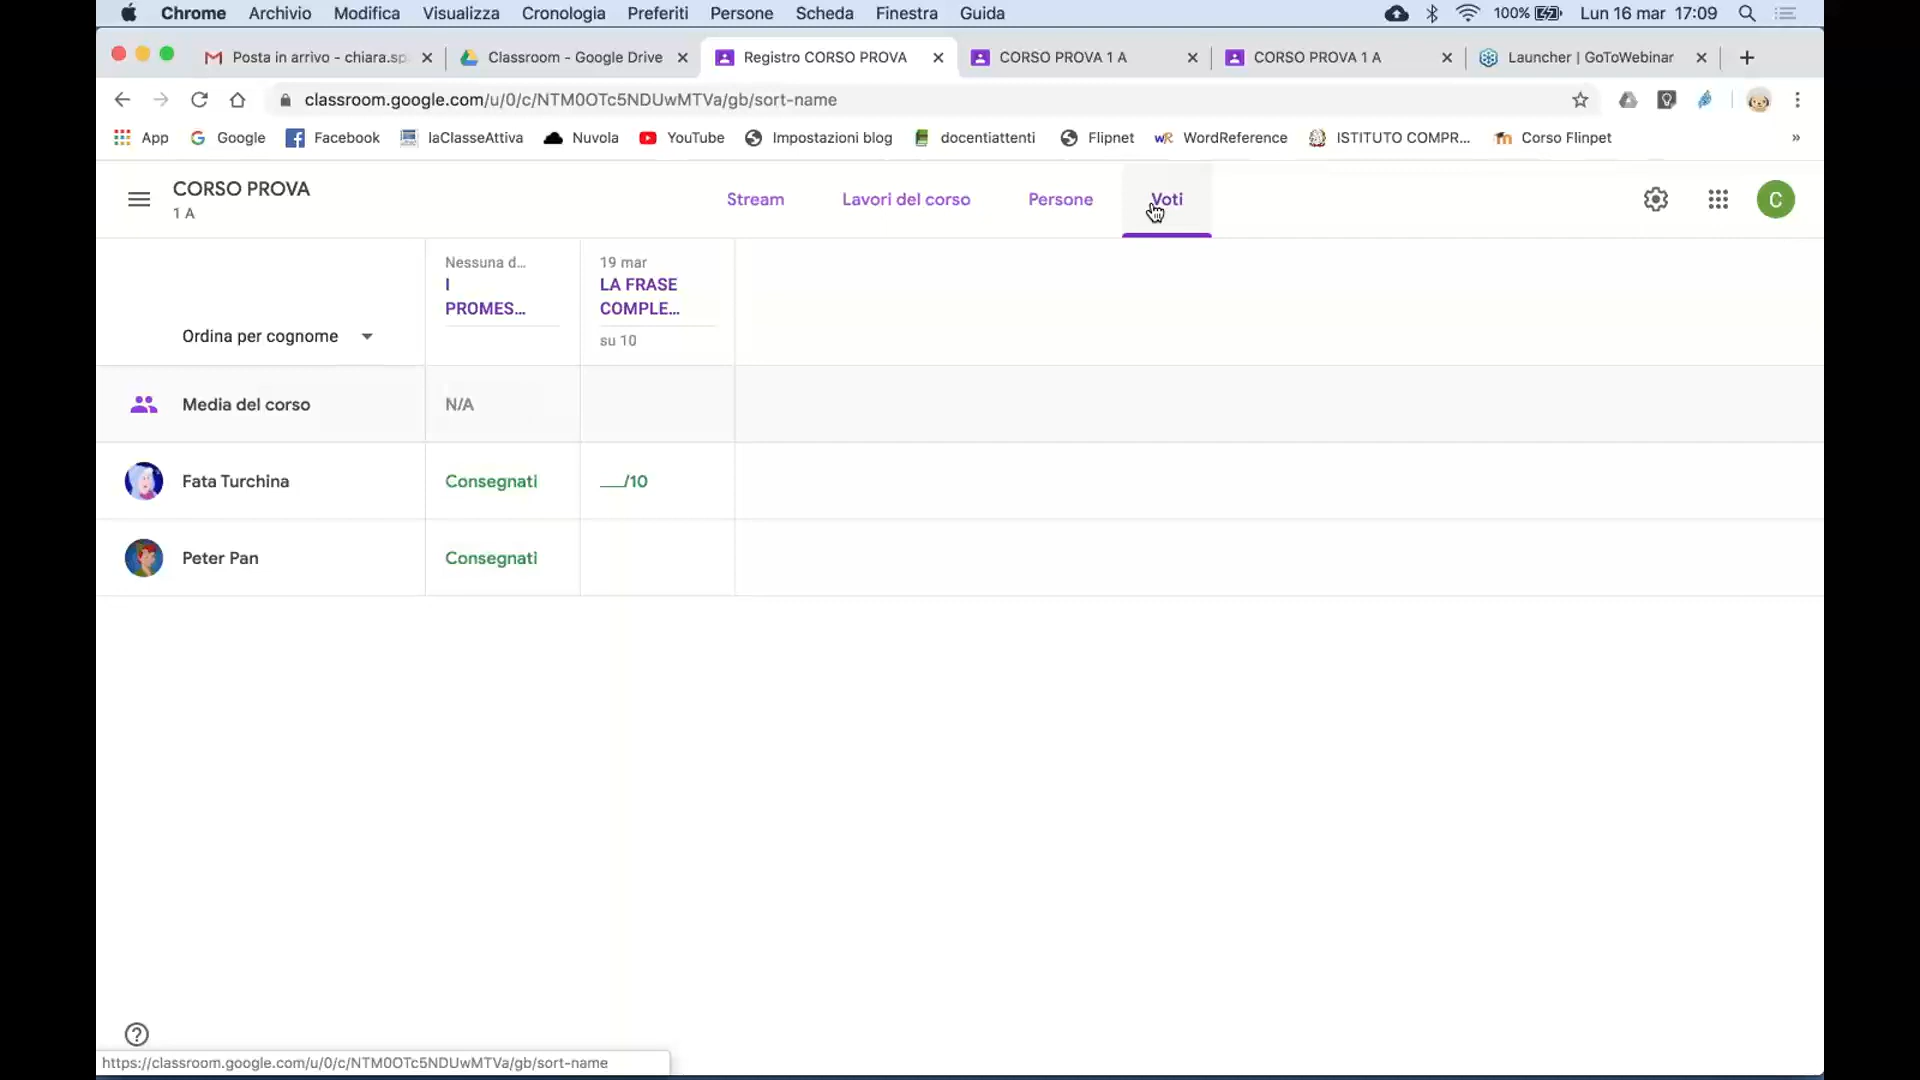 Chrome Archivio Modifica Visualizza Cronologia Preferiti Persone Scheda Finestra Guida 100% Lun 16 mar 17:09
Posta in arrivo - chiara.sp Classroom - Google Drive Registro CORSO PROVA CORSO PROVA 1 A CORSO PROVA 1 A Launcher | GoToWebinar
classroom.google.com/u/0/c/NTM0OTc5NDUwMTVa/gb/sort-name
App Google Facebook laClasseAttiva Nuvola YouTube Impostazioni blog docentiattenti Flipnet WordReference ISTITUTO COMPR... Corso Flinpet »
CORSO PROVA
1 A
Stream Lavori del corso Persone Voti
C
Nessuna d... 19 mar
I LA FRASE
PROMES... COMPLE...
Ordina per cognome su 10
Media del corso N/A
Fata Turchina Consegnati ___/10
Peter Pan Consegnati
https://classroom.google.com/u/0/c/NTM0OTc5NDUwMTVa/gb/sort-name